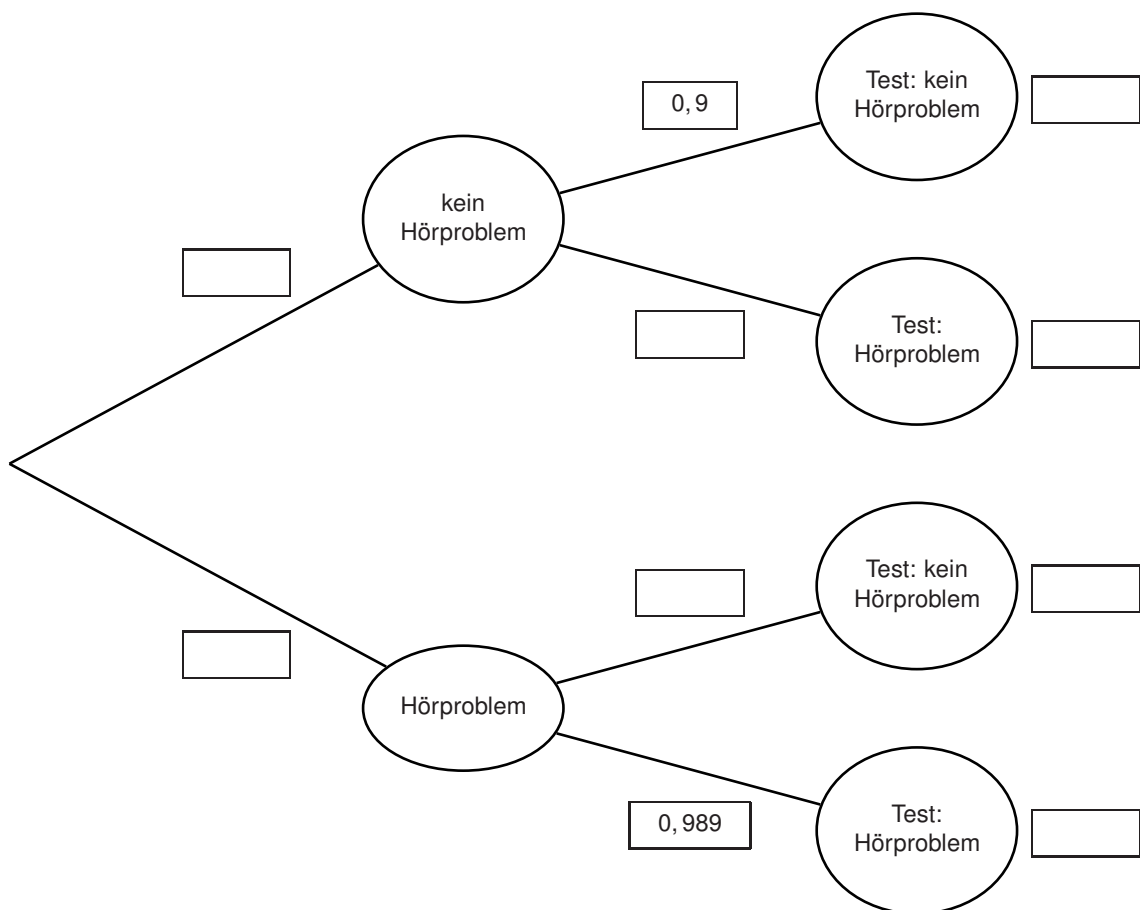 Test: kein
Hörproblem
0, 9
kein
Hörproblem
Test:
Hörproblem
Test: kein
Hörproblem
Hörproblem
0, 989
Test:
Hörproblem